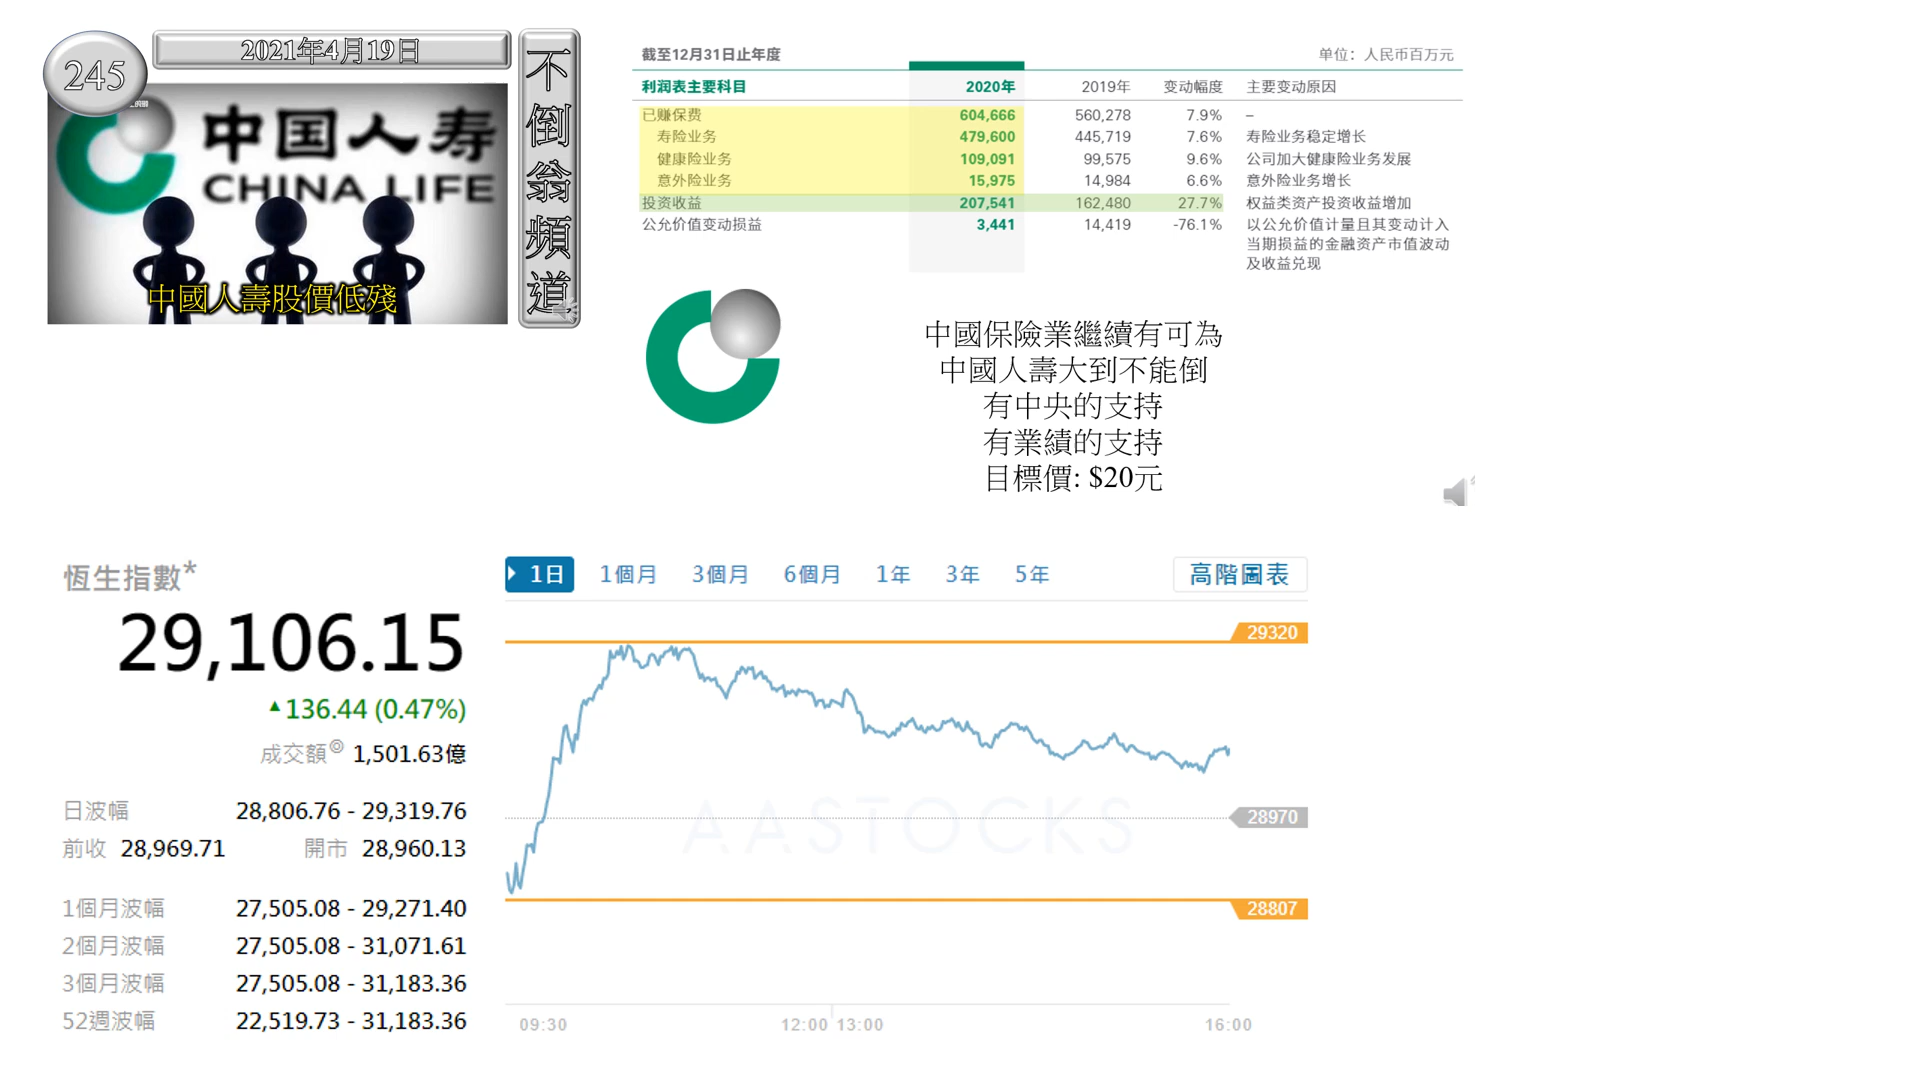 245
2021年4月19日
不倒翁頻道
中国人寿
CHINA LIFE
中國人壽股價低殘
截至12月31日止年度 单位：人民币百万元
利润表主要科目 2020年 2019年 变动幅度 主要变动原因
已赚保费 604,666 560,278 7.9% –
寿险业务 479,600 445,719 7.6% 寿险业务稳定增长
健康险业务 109,091 99,575 9.6% 公司加大健康险业务发展
意外险业务 15,975 14,984 6.6% 意外险业务增长
投资收益 207,541 162,480 27.7% 权益类资产投资收益增加
公允价值变动损益 3,441 14,419 -76.1% 以公允价值计量且其变动计入
当期损益的金融资产市值波动
及收益兑现
中國保險業繼續有可為
中國人壽大到不能倒
有中央的支持
有業績的支持
目標價: $20元
恆生指數*
29,106.15
▲136.44 (0.47%)
成交額◎ 1,501.63億
日波幅 28,806.76 - 29,319.76
前收 28,969.71 開市 28,960.13
1個月波幅 27,505.08 - 29,271.40
2個月波幅 27,505.08 - 31,071.61
3個月波幅 27,505.08 - 31,183.36
52週波幅 22,519.73 - 31,183.36
1日 1個月 3個月 6個月 1年 3年 5年 高階圖表
29320
28970
AASTOCKS
28807
09:30 12:00 13:00 16:00